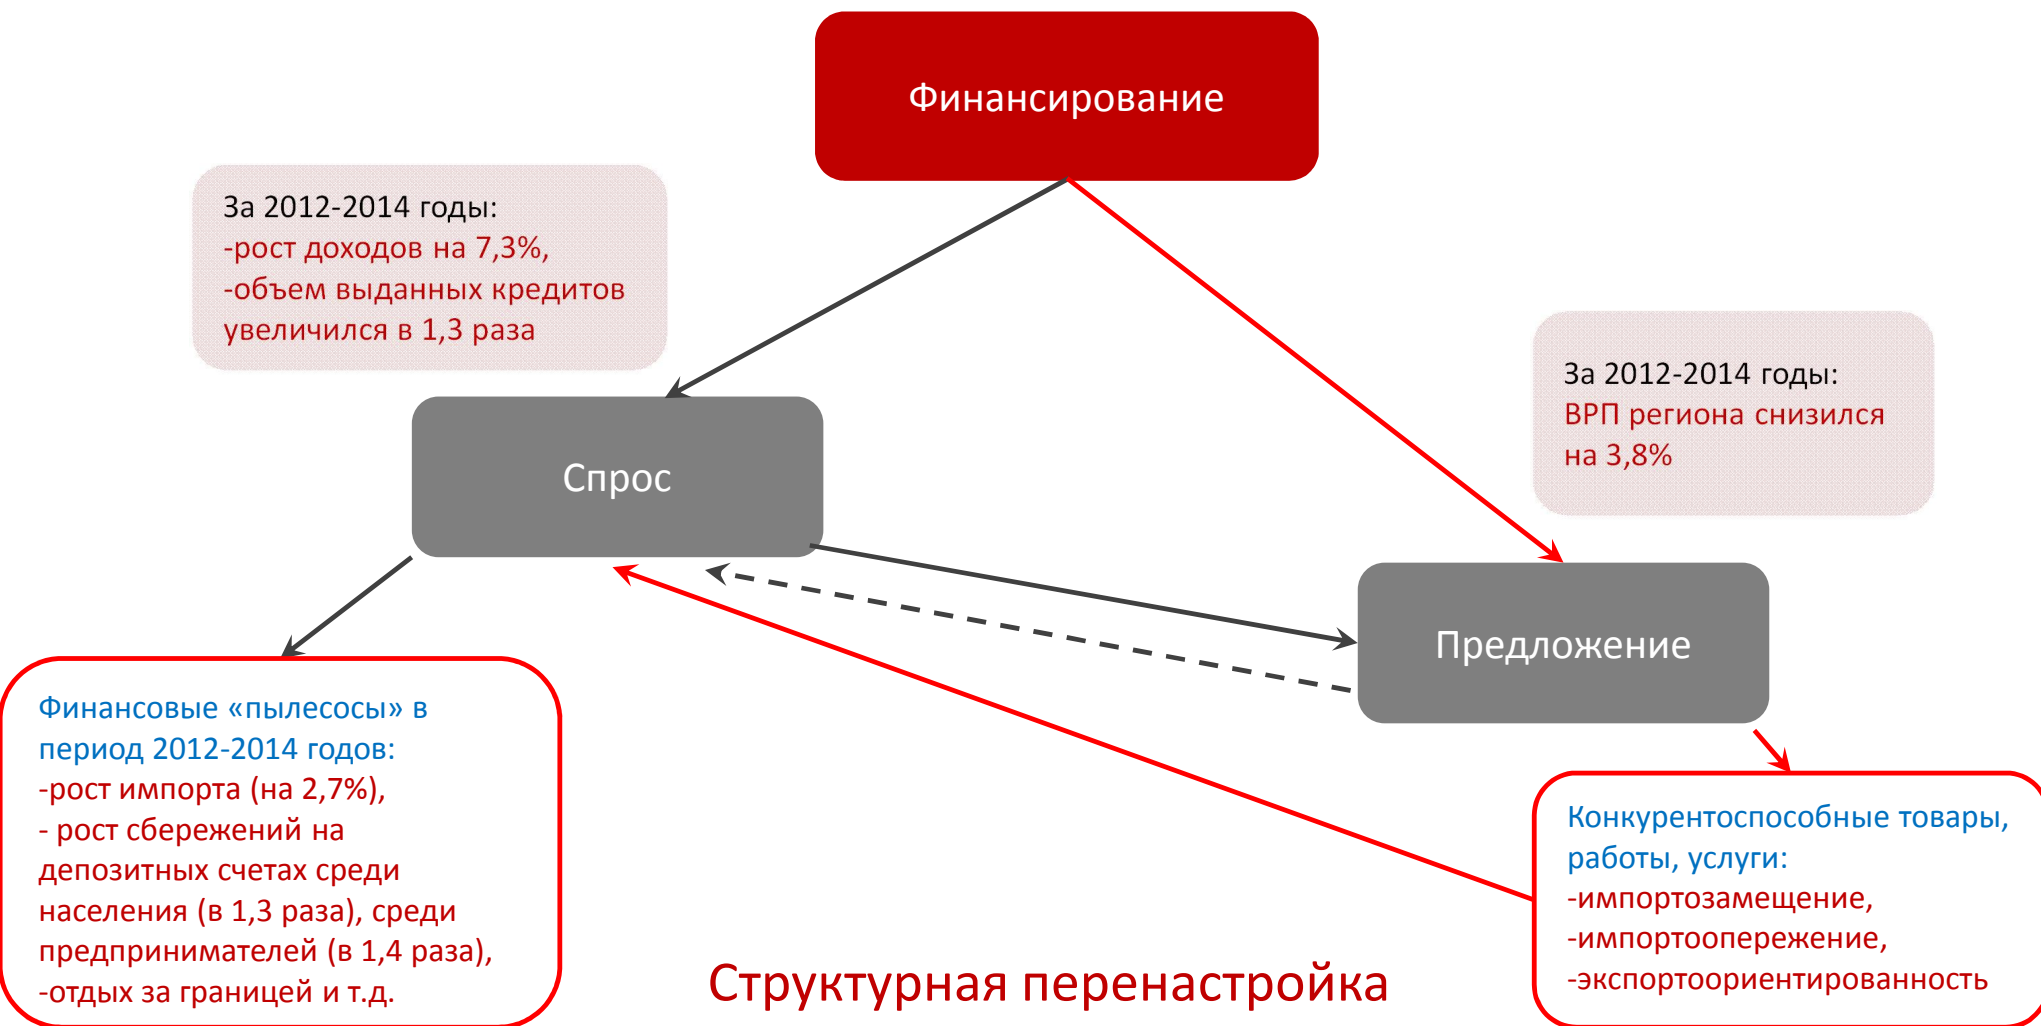 Финансирование
За 2012-2014 годы:
-рост доходов на 7,3%,
-объем выданных кредитов
увеличился в 1,3 раза
За 2012-2014 годы:
ВРП региона снизился
на 3,8%
Спрос
Предложение
Финансовые «пылесосы» в
период 2012-2014 годов:
-рост импорта (на 2,7%),
- рост сбережений на
депозитных счетах среди
населения (в 1,3 раза), среди
предпринимателей (в 1,4 раза),
-отдых за границей и т.д.
Конкурентоспособные товары,
работы, услуги:
-импортозамещение,
-импортоопережение,
-экспортоориентированность
Структурная перенастройка